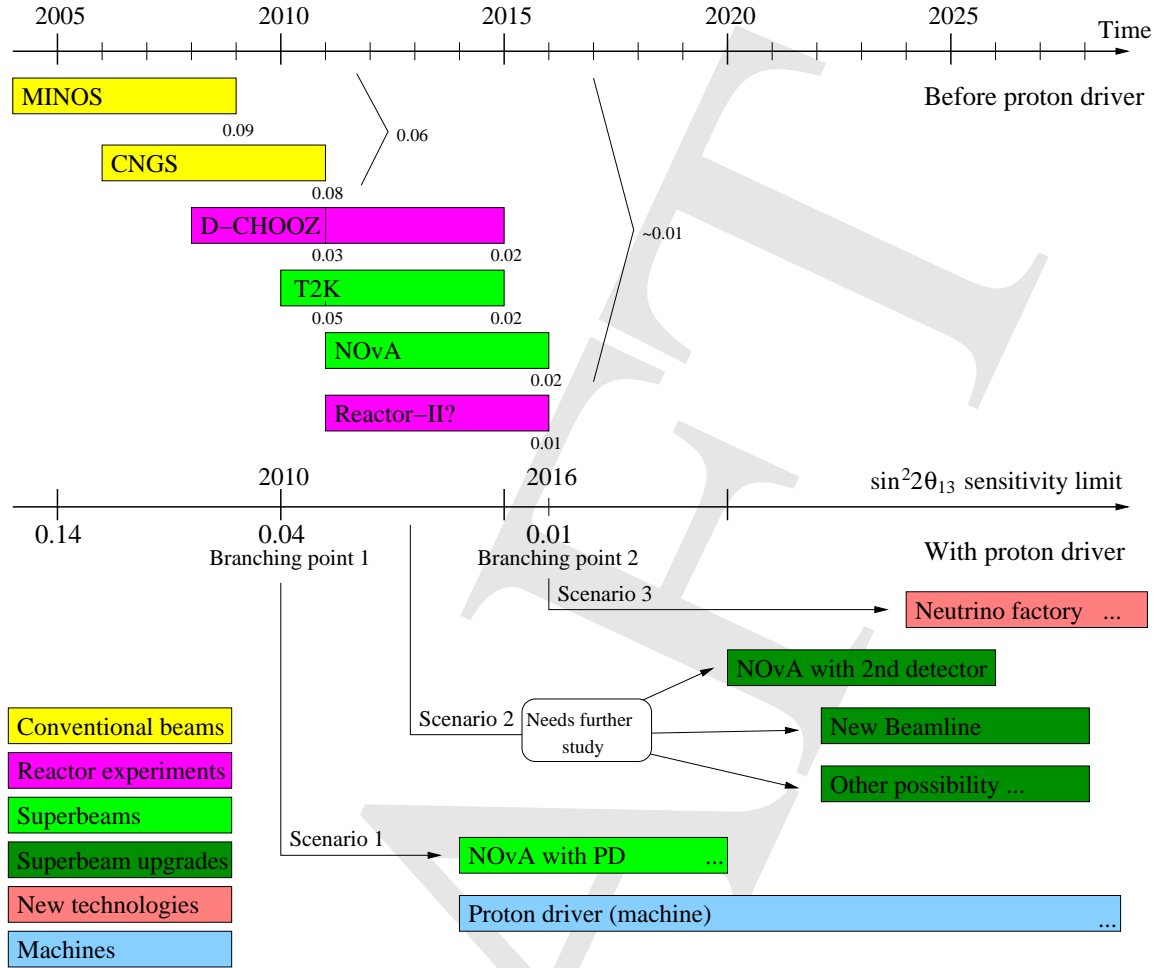 2005 2010 2015 2020 2025
Time
MINOS
Before proton driver
0.09
0.06
CNGS
0.08
D−CHOOZ
~0.01
0.03 0.02
T2K
0.05 0.02
NOvA
0.02
Reactor−II?
0.01
2010 2016 sin²2θ₁₃ sensitivity limit
0.14 0.04 0.01
Branching point 1 Branching point 2 With proton driver
Scenario 3
Neutrino factory ...
NOvA with 2nd detector
Scenario 2
Needs further
study
New Beamline
Other possibility ...
Scenario 1
NOvA with PD ...
Proton driver (machine) ...
Conventional beams
Reactor experiments
Superbeams
Superbeam upgrades
New technologies
Machines
DRAFT